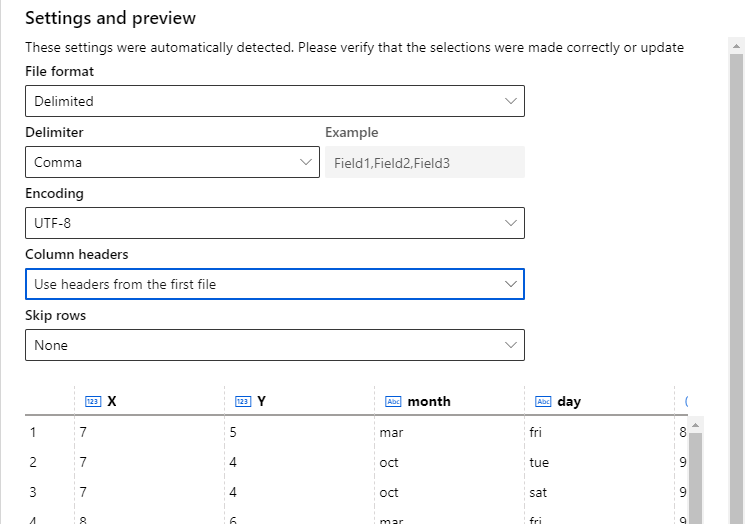 Settings and preview
These settings were automatically detected. Please verify that the selections were made correctly or update
File format
Delimited
Delimiter Example
Comma Field1,Field2,Field3
Encoding
UTF-8
Column headers
Use headers from the first file
Skip rows
None
123 X 123 Y Abc month Abc day
1 7 5 mar fri 8
2 7 4 oct tue 9
3 7 4 oct sat 9
4 8 6 mar fri 9